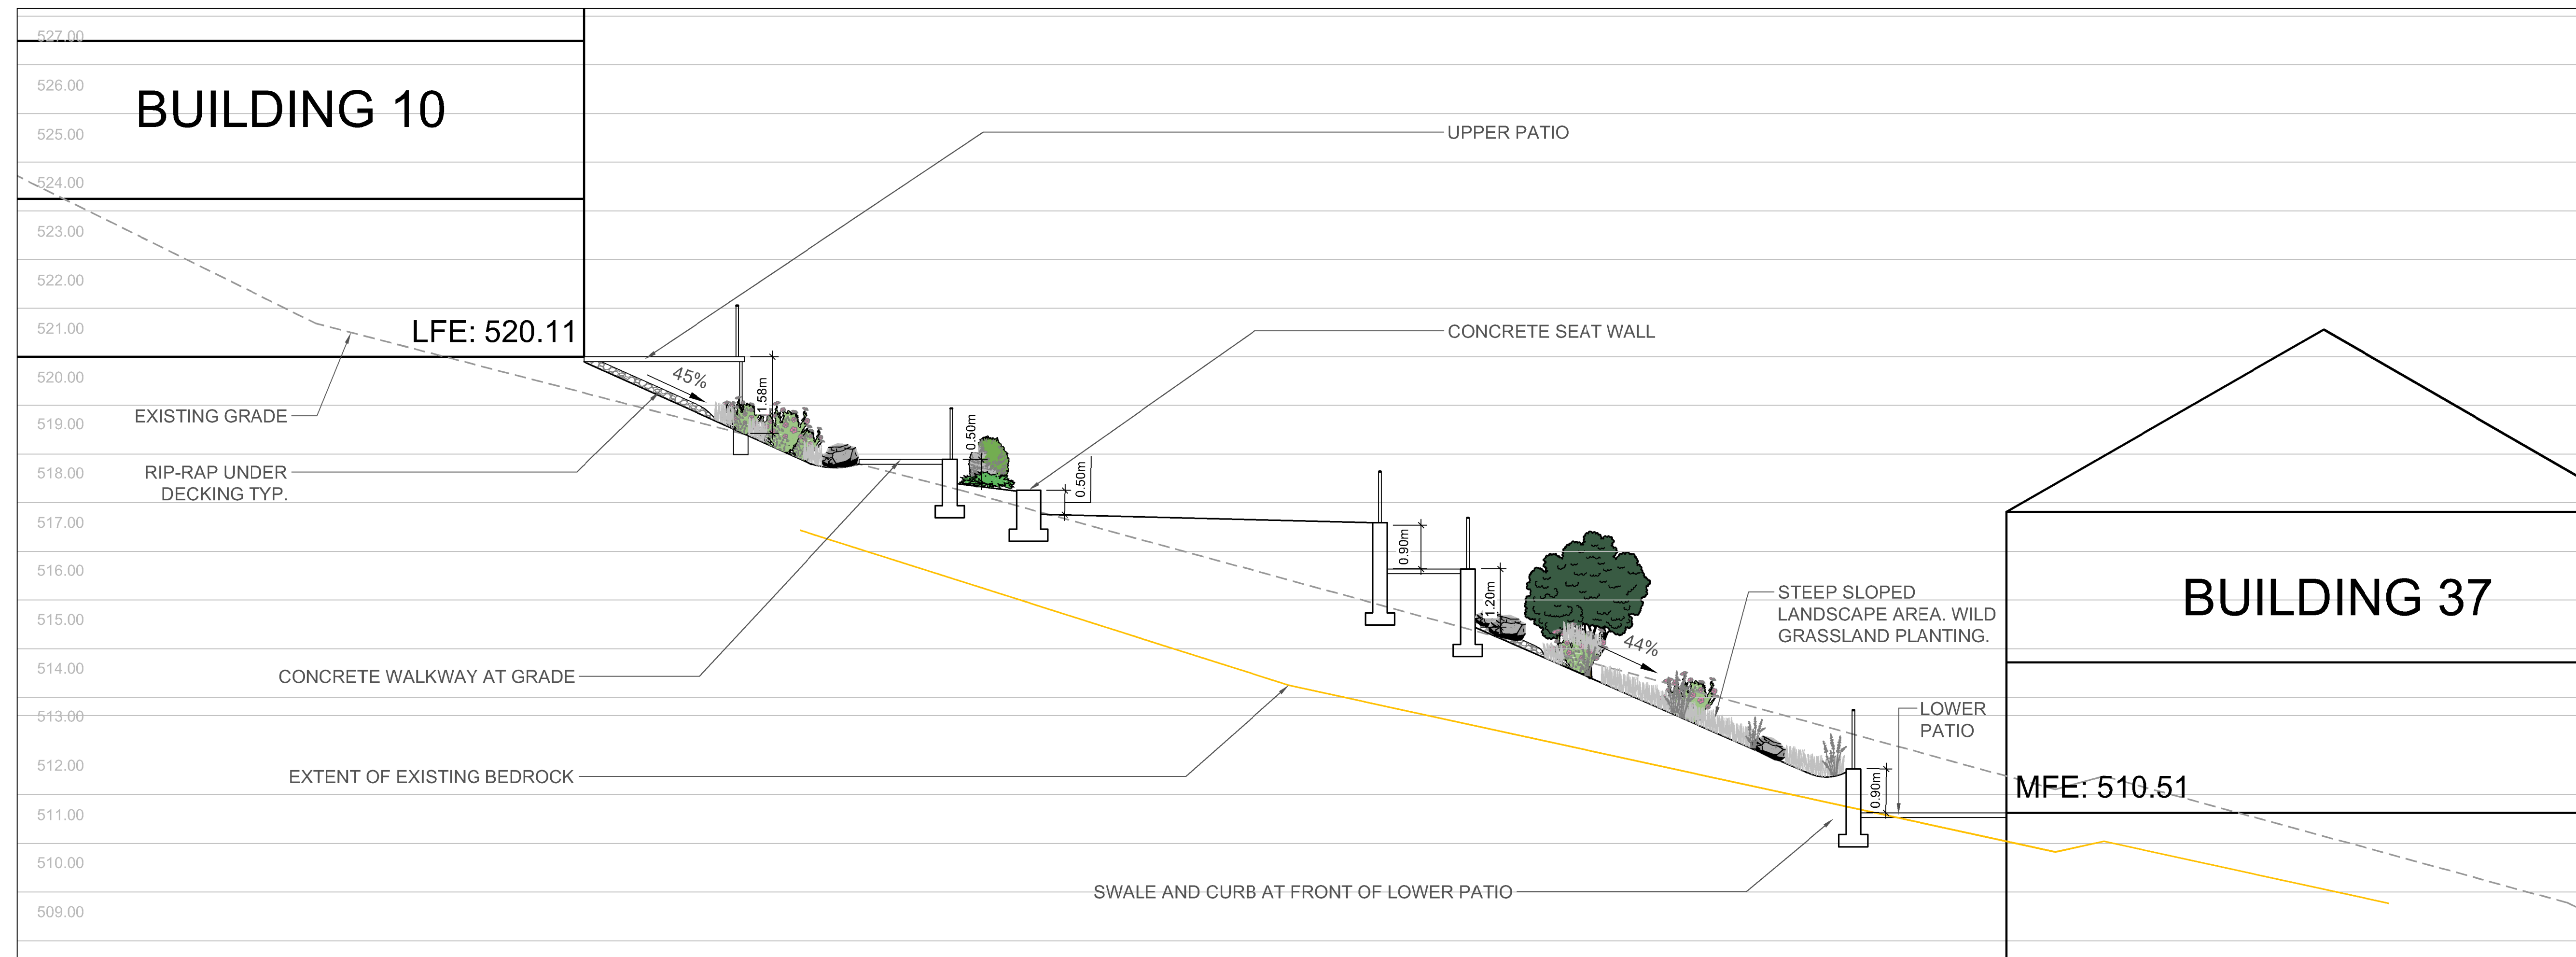 527.00
526.00
BUILDING 10
525.00
UPPER PATIO
524.00
523.00
522.00
521.00
LFE: 520.11
CONCRETE SEAT WALL
520.00
45%
1.58m
519.00
EXISTING GRADE
0.50m
518.00
RIP-RAP UNDER
DECKING TYP.
0.50m
517.00
0.90m
516.00
1.20m
BUILDING 37
STEEP SLOPED
LANDSCAPE AREA. WILD
GRASSLAND PLANTING.
515.00
44%
514.00
CONCRETE WALKWAY AT GRADE
513.00
LOWER
PATIO
512.00
EXTENT OF EXISTING BEDROCK
0.90m
MFE: 510.51
511.00
510.00
SWALE AND CURB AT FRONT OF LOWER PATIO
509.00